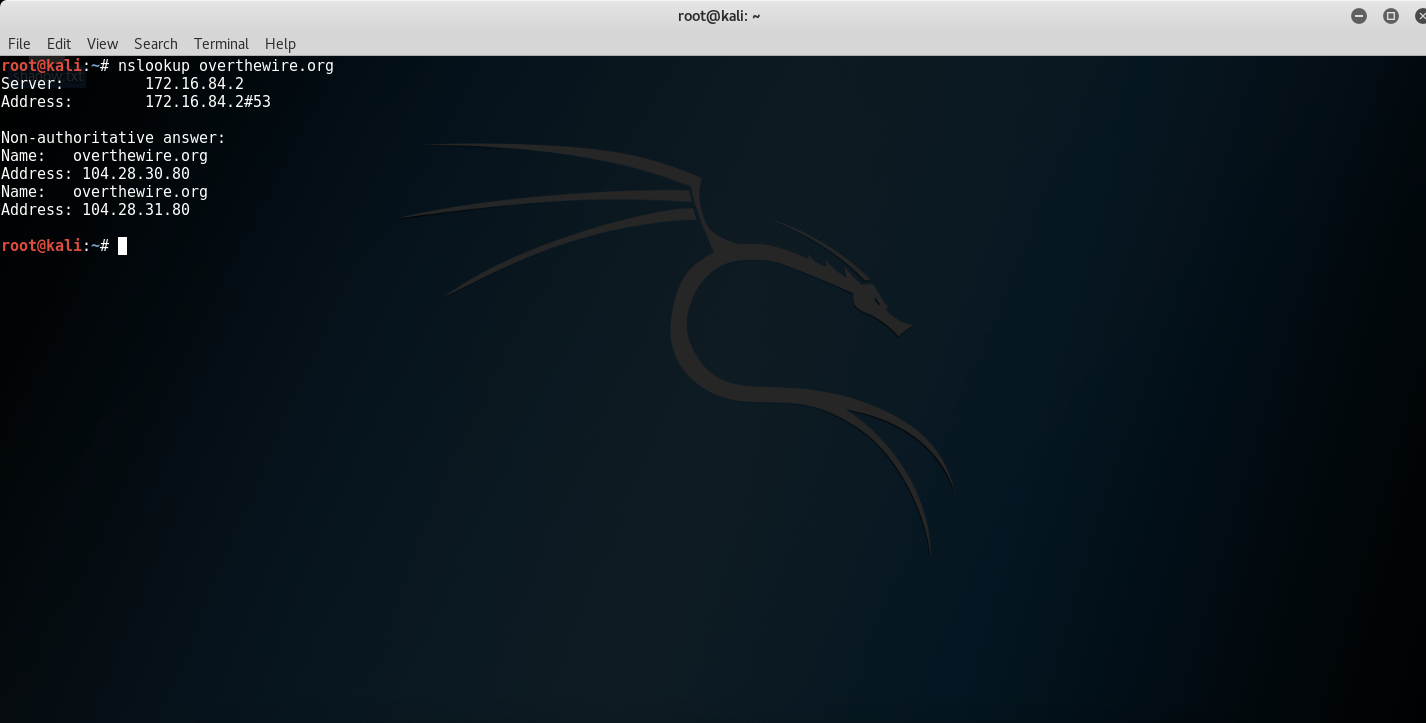 root@kali: ~
File Edit View Search Terminal Help
root@kali:~# nslookup overthewire.org
shadow.txt
Server:         172.16.84.2
Address:        172.16.84.2#53
Non-authoritative answer:
Name:   overthewire.org
Address: 104.28.30.80
Name:   overthewire.org
Address: 104.28.31.80
root@kali:~#